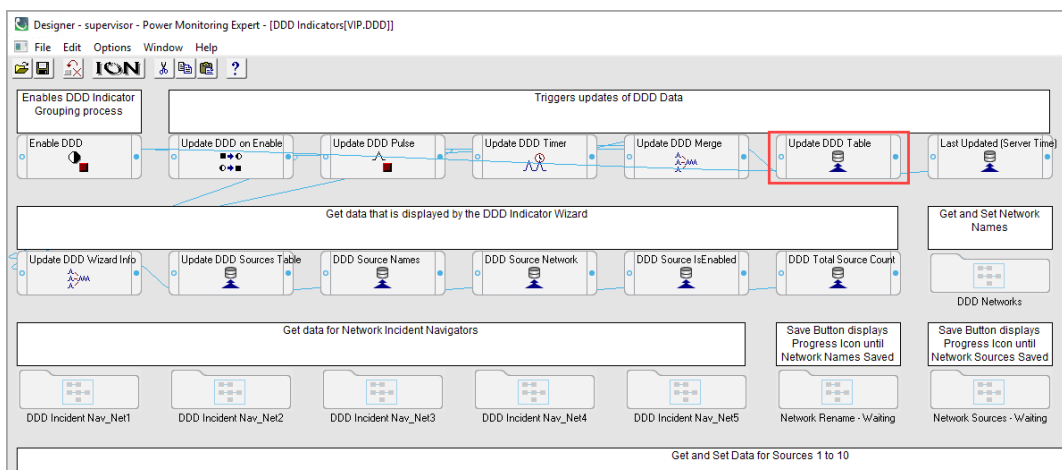 Designer - supervisor - Power Monitoring Expert - [DDD Indicators[VIP.DDD]]
File Edit Options Window Help
ION ?
Enables DDD Indicator
Grouping process
Triggers updates of DDD Data
Enable DDD
Update DDD on Enable
Update DDD Pulse
Update DDD Timer
Update DDD Merge
Update DDD Table
Last Updated (Server Time)
Get data that is displayed by the DDD Indicator Wizard
Get and Set Network
Names
Update DDD Wizard Info
Update DDD Sources Table
DDD Source Names
DDD Source Network
DDD Source IsEnabled
DDD Total Source Count
DDD Networks
Get data for Network Incident Navigators
Save Button displays
Progress Icon until
Network Names Saved
Save Button displays
Progress Icon until
Network Sources Saved
DDD Incident Nav_Net1
DDD Incident Nav_Net2
DDD Incident Nav_Net3
DDD Incident Nav_Net4
DDD Incident Nav_Net5
Network Rename - Waiting
Network Sources - Waiting
Get and Set Data for Sources 1 to 10